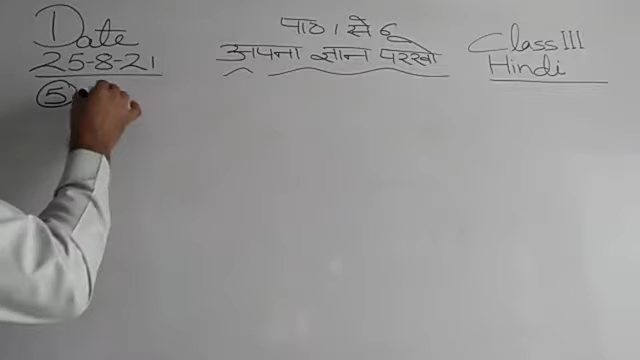 Date
25-8-21
पाठ 1 से 6
अपना ज्ञान परखो
Class III
Hindi
5